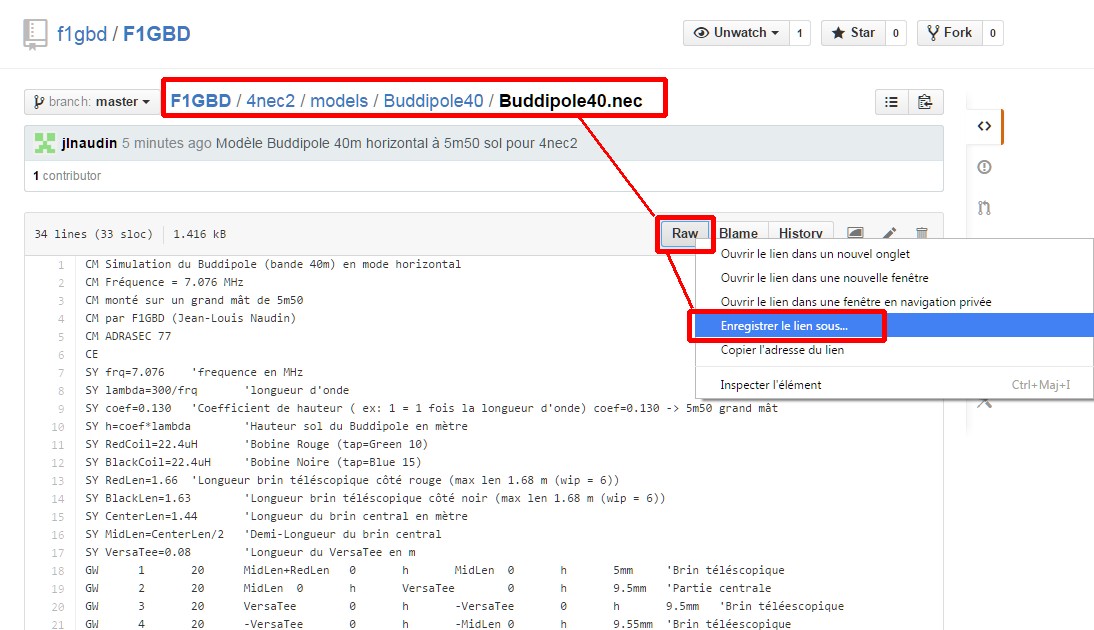 f1gbd / F1GBD
Unwatch 1 Star 0 Fork 0
branch: master F1GBD / 4nec2 / models / Buddipole40 / Buddipole40.nec
jlnaudin 5 minutes ago Modèle Buddipole 40m horizontal à 5m50 sol pour 4nec2
1 contributor
34 lines (33 sloc) 1.416 kB Raw Blame History
Ouvrir le lien dans un nouvel onglet
Ouvrir le lien dans une nouvelle fenêtre
Ouvrir le lien dans une fenêtre en navigation privée
Enregistrer le lien sous...
Copier l'adresse du lien
Inspecter l'élément Ctrl+Maj+I
1 CM Simulation du Buddipole (bande 40m) en mode horizontal
2 CM Fréquence = 7.076 MHz
3 CM monté sur un grand mât de 5m50
4 CM par F1GBD (Jean-Louis Naudin)
5 CM ADRASEC 77
6 CE
7 SY frq=7.076 'frequence en MHz
8 SY lambda=300/frq 'longueur d'onde
9 SY coef=0.130 'Coefficient de hauteur ( ex: 1 = 1 fois la longueur d'onde) coef=0.130 -> 5m50 grand mât
10 SY h=coef*lambda 'Hauteur sol du Buddipole en mètre
11 SY RedCoil=22.4uH 'Bobine Rouge (tap=Green 10)
12 SY BlackCoil=22.4uH 'Bobine Noire (tap=Blue 15)
13 SY RedLen=1.66 'Longueur brin téléscopique côté rouge (max len 1.68 m (wip = 6))
14 SY BlackLen=1.63 'Longueur brin téléscopique côté noir (max len 1.68 m (wip = 6))
15 SY CenterLen=1.44 'Longueur du brin central en mètre
16 SY MidLen=CenterLen/2 'Demi-Longueur du brin central
17 SY VersaTee=0.08 'Longueur du VersaTee en m
18 GW 1 20 MidLen+RedLen 0 h MidLen 0 h 5mm 'Brin téléscopique
19 GW 2 20 MidLen 0 h VersaTee 0 h 9.5mm 'Partie centrale
20 GW 3 20 VersaTee 0 h -VersaTee 0 h 9.5mm 'Brin téléescopique
21 GW 4 20 -VersaTee 0 h -MidLen 0 h 9.55mm 'Brin téléescopique